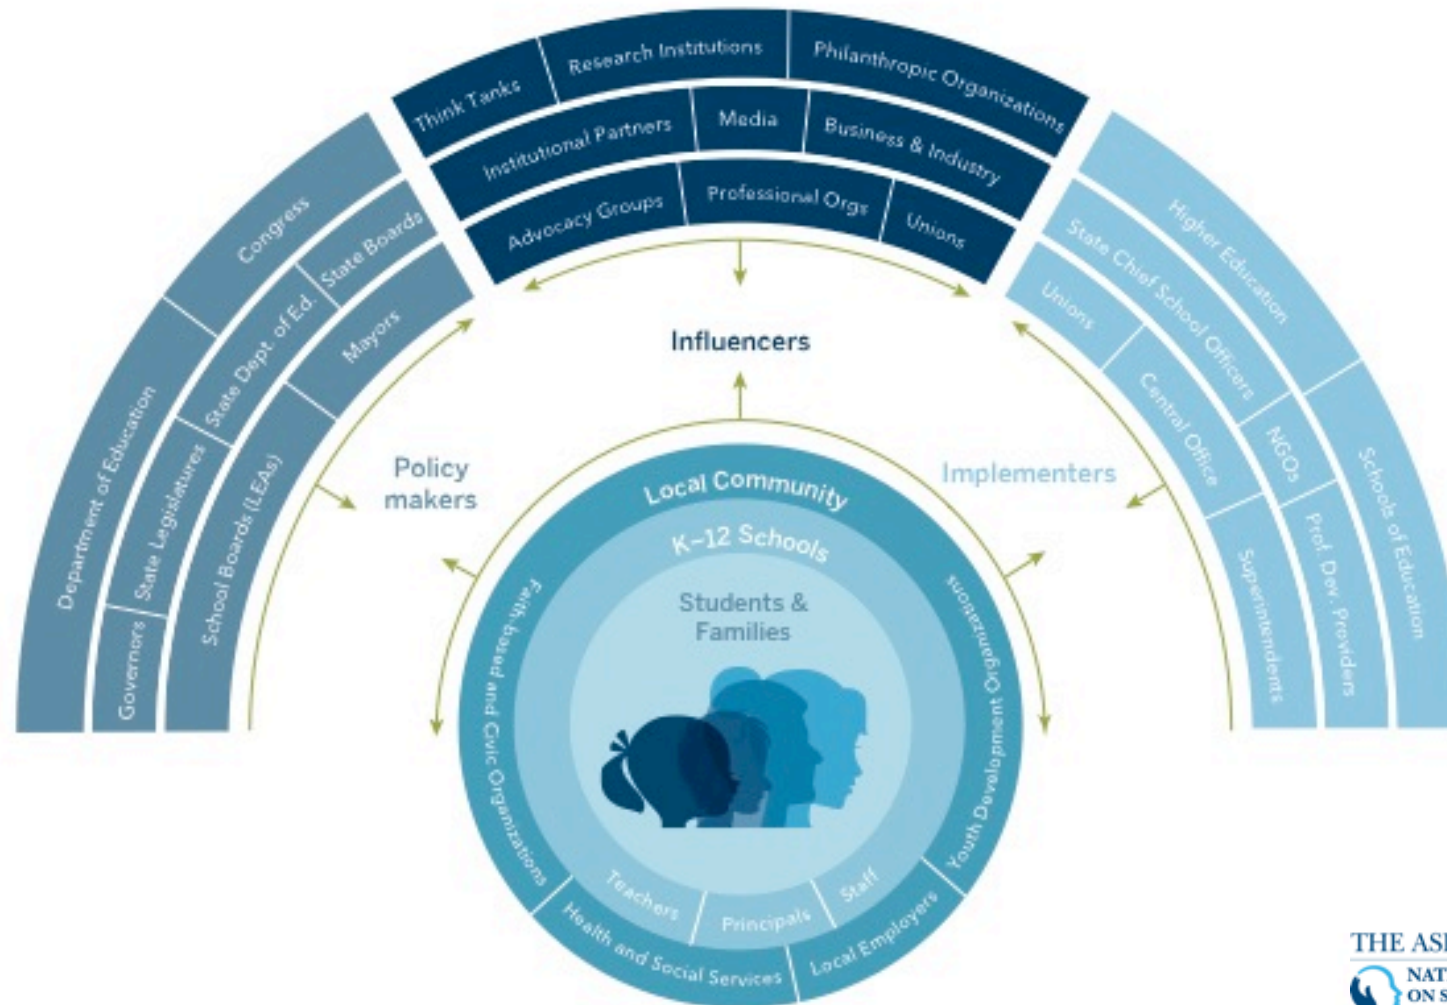 Think Tanks
Research Institutions
Philanthropic Organizations
Institutional Partners
Media
Business & Industry
Advocacy Groups
Professional Orgs
Unions
Congress
Department of Education
State Boards
State Dept. of Ed.
State Legislatures
Governors
Mayors
School Boards (LEAs)
Higher Education
Schools of Education
State Chief School Officers
NGOs
Prof. Dev. Providers
Unions
Central Office
Superintendents
Influencers
Policy
makers
Implementers
Local Community
Faith-based and Civic Organizations
Youth Development Organizations
Health and Social Services
Local Employers
K–12 Schools
Teachers
Principals
Staff
Students &
Families
THE